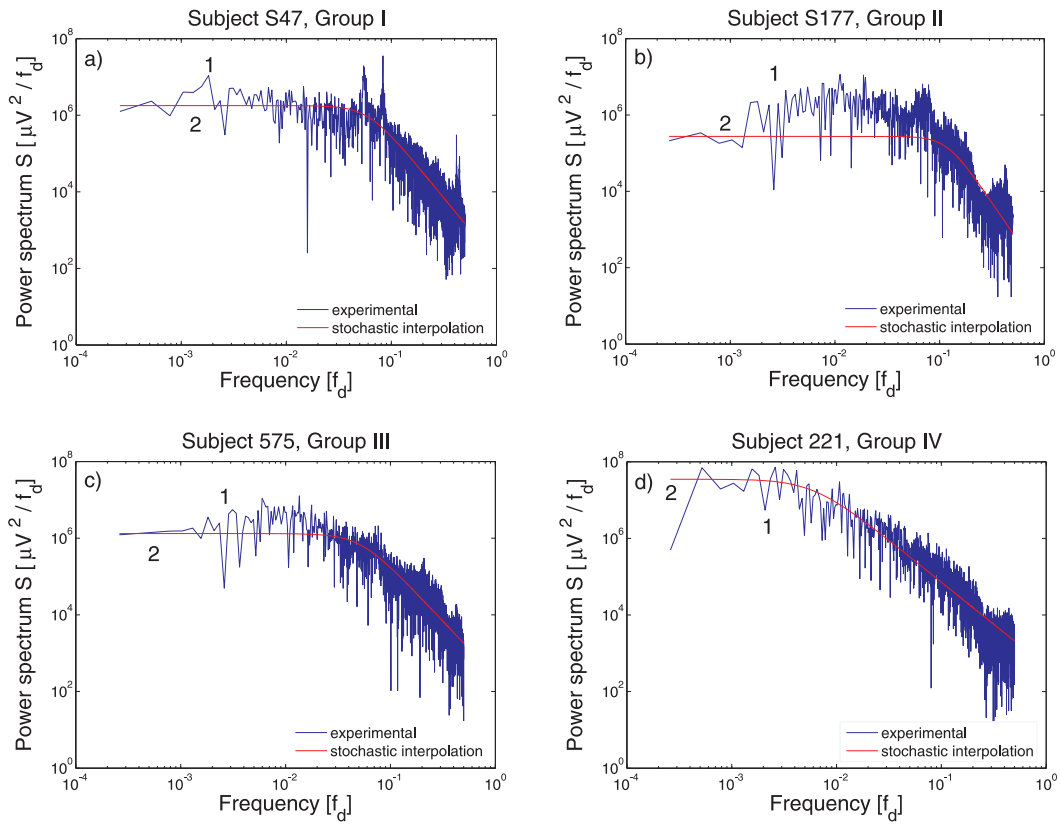 Subject S47, Group I
a)
1
2
Power spectrum S [ μV² / f_d]
10⁸
10⁶
10⁴
10²
10⁰
experimental
stochastic interpolation
10⁻⁴ 10⁻³ 10⁻² 10⁻¹ 10⁰
Frequency [f_d]
Subject S177, Group II
b)
1
2
Power spectrum S [ μV² / f_d]
10⁸
10⁶
10⁴
10²
10⁰
experimental
stochastic interpolation
10⁻⁴ 10⁻³ 10⁻² 10⁻¹ 10⁰
Frequency [f_d]
Subject 575, Group III
c)
1
2
Power spectrum S [ μV² / f_d]
10⁸
10⁶
10⁴
10²
10⁰
experimental
stochastic interpolation
10⁻⁴ 10⁻³ 10⁻² 10⁻¹ 10⁰
Frequency [f_d]
Subject 221, Group IV
d)
2
1
Power spectrum S [ μV² / f_d]
10⁸
10⁶
10⁴
10²
10⁰
experimental
stochastic interpolation
10⁻⁴ 10⁻³ 10⁻² 10⁻¹ 10⁰
Frequency [f_d]